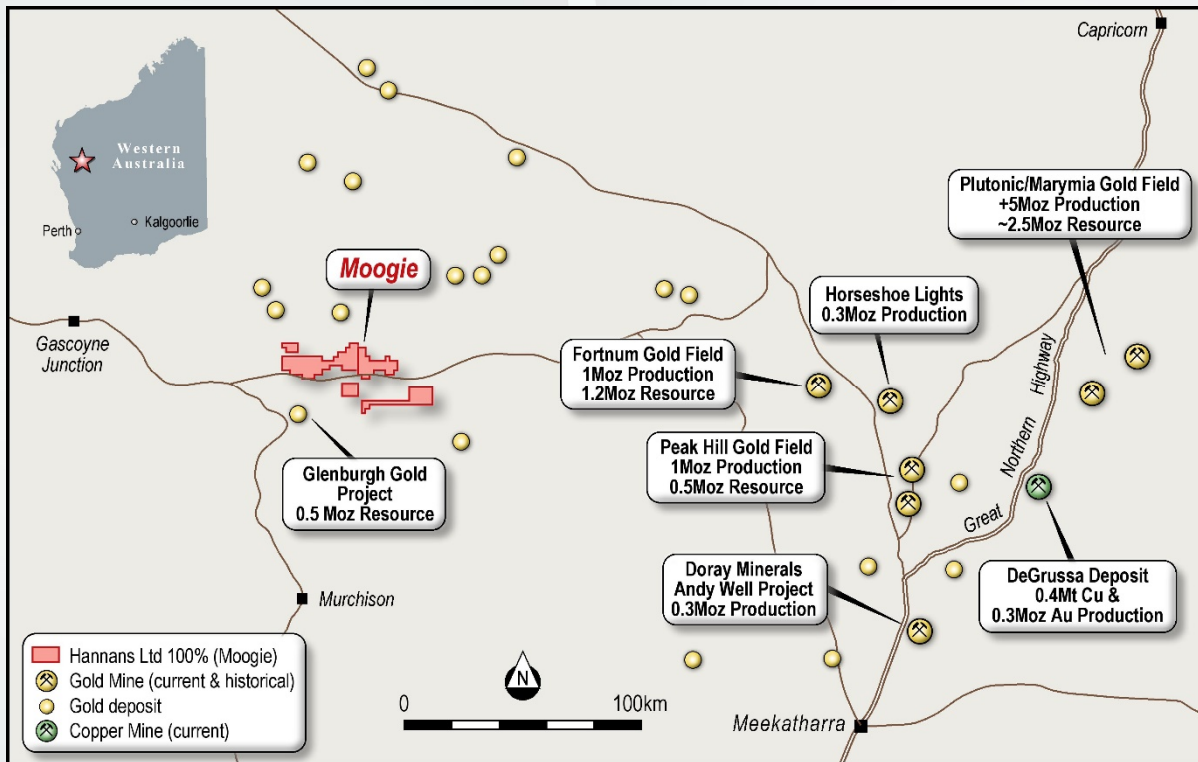 Capricorn
Western
Australia
Perth
Kalgoorlie
Plutonic/Marymia Gold Field
+5Moz Production
~2.5Moz Resource
Moogie
Horseshoe Lights
0.3Moz Production
Gascoyne
Junction
Fortnum Gold Field
1Moz Production
1.2Moz Resource
Great Northern Highway
Peak Hill Gold Field
1Moz Production
0.5Moz Resource
Glenburgh Gold
Project
0.5 Moz Resource
Doray Minerals
Andy Well Project
0.3Moz Production
DeGrussa Deposit
0.4Mt Cu &
0.3Moz Au Production
Murchison
Hannans Ltd 100% (Moogie)
Gold Mine (current & historical)
Gold deposit
Copper Mine (current)
N
0 100km
Meekatharra